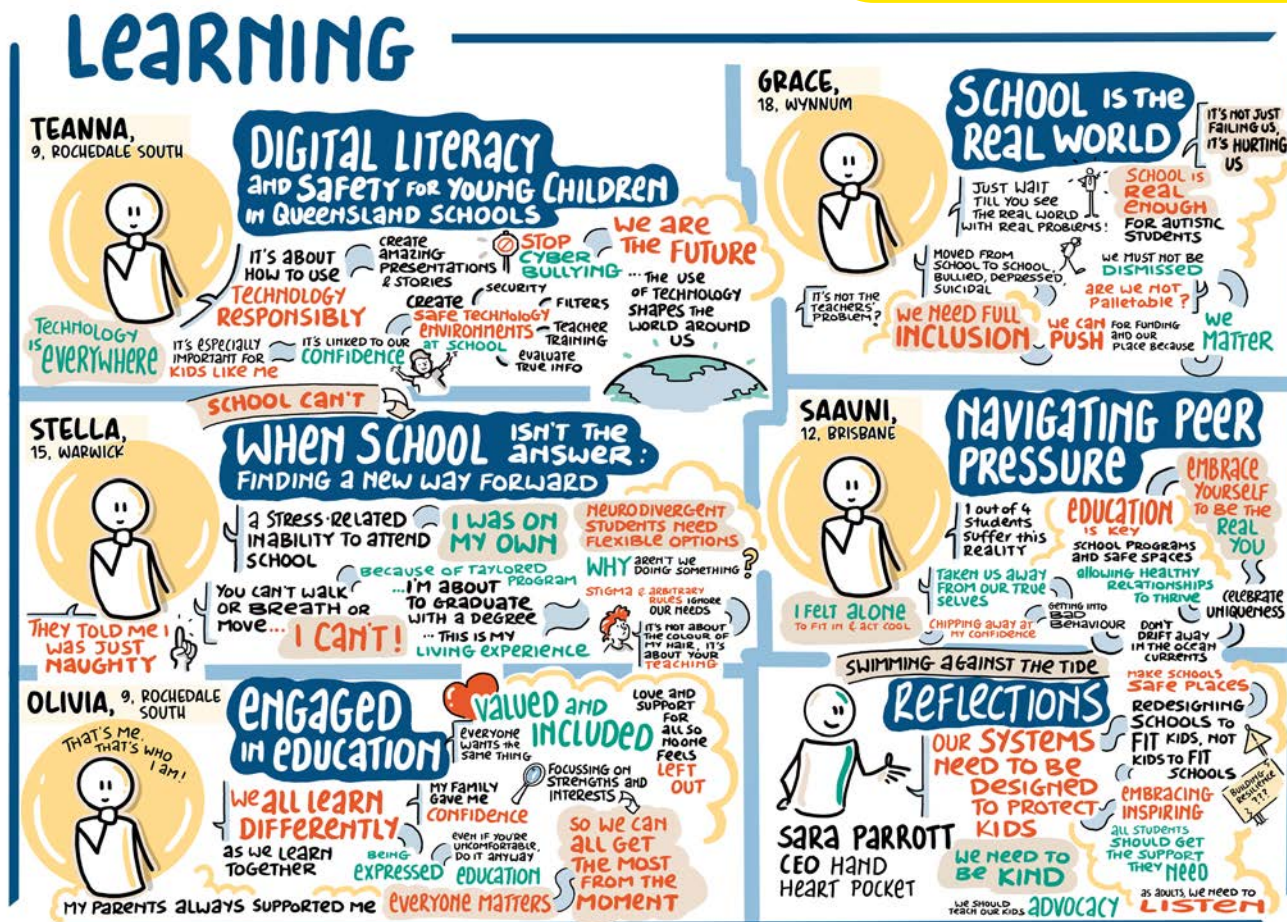 LEARNING
TEANNA,
9, ROCHEDALE SOUTH
DIGITAL LITERACY
AND SAFETY FOR YOUNG CHILDREN
IN QUEENSLAND SCHOOLS
IT'S ABOUT
HOW TO USE
TECHNOLOGY
RESPONSIBLY
CREATE
AMAZING
PRESENTATIONS
& STORIES
STOP
CYBER
BULLYING
WE ARE
THE FUTURE
... THE USE
OF TECHNOLOGY
SHAPES THE
WORLD AROUND
US
TECHNOLOGY
IS
EVERYWHERE
IT'S ESPECIALLY
IMPORTANT FOR
KIDS LIKE ME
IT'S LINKED TO OUR
CONFIDENCE
CREATE
SAFE TECHNOLOGY
ENVIRONMENTS
AT SCHOOL
SECURITY
FILTERS
TEACHER
TRAINING
EVALUATE
TRUE INFO
GRACE,
18, WYNNUM
SCHOOL IS THE
REAL WORLD
IT'S NOT JUST
FAILING US,
IT'S HURTING
US
JUST WAIT
TILL YOU SEE
THE REAL WORLD
WITH REAL PROBLEMS!
SCHOOL IS
REAL
ENOUGH
FOR AUTISTIC
STUDENTS
MOVED FROM
SCHOOL TO SCHOOL,
BULLIED, DEPRESSED,
SUICIDAL
WE MUST NOT BE
DISMISSED
ARE WE NOT
PALLETABLE?
IT'S NOT THE
TEACHERS'
PROBLEM?
WE NEED FULL
INCLUSION
WE CAN
PUSH
FOR FUNDING
AND OUR
PLACE BECAUSE
WE
MATTER
SCHOOL CAN'T
STELLA,
15, WARWICK
WHEN SCHOOL ISN'T THE
ANSWER:
FINDING A NEW WAY FORWARD
A STRESS-RELATED
INABILITY TO ATTEND
SCHOOL
I WAS ON
MY OWN
NEURODIVERGENT
STUDENTS NEED
FLEXIBLE OPTIONS
YOU CAN'T WALK
OR BREATH OR
MOVE...
I CAN'T!
BECAUSE OF TAYLORED
PROGRAM
...I'M ABOUT
TO GRADUATE
WITH A DEGREE
... THIS IS MY
LIVING EXPERIENCE
WHY AREN'T WE
DOING SOMETHING?
STIGMA & ARBITRARY
RULES IGNORE
OUR NEEDS
IT'S NOT ABOUT
THE COLOUR OF
MY HAIR, IT'S
ABOUT YOUR
TEACHING
THEY TOLD ME I
WAS JUST
NAUGHTY
SAAVNI,
12, BRISBANE
NAVIGATING PEER
PRESSURE
1 OUT OF 4
STUDENTS
SUFFER THIS
REALITY
EDUCATION
IS KEY
SCHOOL PROGRAMS
AND SAFE SPACES
ALLOWING HEALTHY
RELATIONSHIPS
TO THRIVE
EMBRACE
YOURSELF
TO BE THE
REAL
YOU
CELEBRATE
UNIQUENESS
I FELT ALONE
TO FIT IN & ACT COOL
TAKEN US AWAY
FROM OUR TRUE
SELVES
CHIPPING AWAY AT
MY CONFIDENCE
GETTING INTO
BAD
BEHAVIOUR
DON'T
DRIFT AWAY
IN THE OCEAN
CURRENTS
SWIMMING AGAINST THE TIDE
OLIVIA, 9, ROCHEDALE
SOUTH
THAT'S ME,
THAT'S WHO
I AM!
ENGAGED
IN EDUCATION
VALUED AND
INCLUDED
EVERYONE
WANTS THE
SAME THING
LOVE AND
SUPPORT
FOR
ALL SO
NO ONE
FEELS
LEFT
OUT
WE ALL LEARN
DIFFERENTLY
AS WE LEARN
TOGETHER
MY FAMILY
GAVE ME
CONFIDENCE
FOCUSSING ON
STRENGTHS AND
INTERESTS
BEING
EXPRESSED
EVEN IF YOU'RE
UNCOMFORTABLE,
DO IT ANYWAY
EDUCATION
SO WE CAN
ALL GET
THE MOST
FROM THE
MOMENT
MY PARENTS ALWAYS SUPPORTED ME
EVERYONE MATTERS
REFLECTIONS
SARA PARROTT
CEO HAND
HEART POCKET
OUR SYSTEMS
NEED TO BE
DESIGNED
TO PROTECT
KIDS
WE NEED TO
BE KIND
WE SHOULD
TEACH OUR KIDS ADVOCACY
MAKE SCHOOLS
SAFE PLACES
REDESIGNING
SCHOOLS TO
FIT KIDS, NOT
KIDS TO FIT
SCHOOLS
BUILDING
RESILIENCE
???
EMBRACING
INSPIRING
ALL STUDENTS
SHOULD GET
THE SUPPORT
THEY NEED
AS ADULTS, WE NEED TO
LISTEN